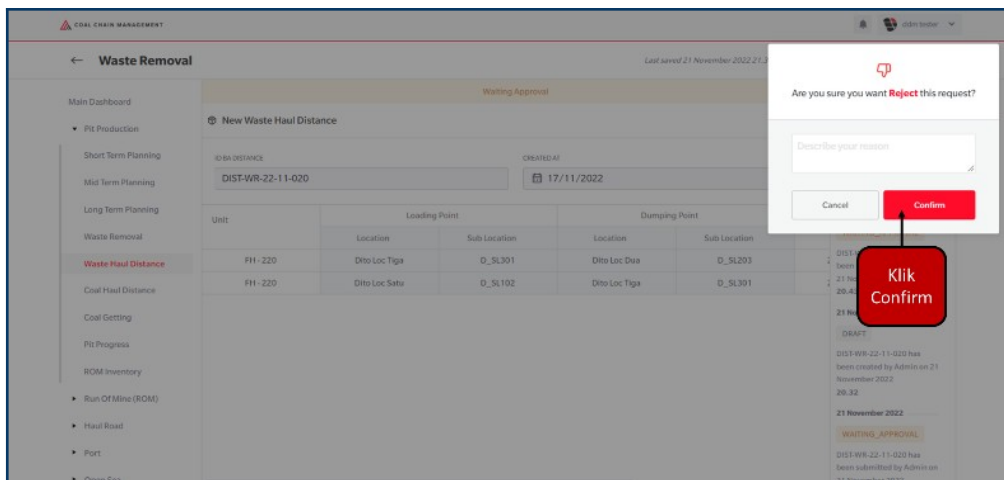 COAL CHAIN MANAGEMENT
ddm tester
← Waste Removal
Last saved 21 November 2022 21.3
Main Dashboard
Pit Production
Short Term Planning
Mid Term Planning
Long Term Planning
Waste Removal
Waste Haul Distance
Coal Haul Distance
Coal Getting
Pit Progress
ROM Inventory
Run Of Mine (ROM)
Haul Road
Port
Waiting Approval
New Waste Haul Distance
ID BA DISTANCE
CREATED AT
DIST-WR-22-11-020
17/11/2022
Unit
Loading Point
Dumping Point
Location
Sub Location
Location
Sub Location
FH - 220
Dito Loc Tiga
D_SL301
Dito Loc Dua
D_SL203
FH - 220
Dito Loc Satu
D_SL102
Dito Loc Tiga
D_SL301
Are you sure you want Reject this request?
Describe your reason
Cancel
Confirm
Klik
Confirm
DRAFT
DIST-WR-22-11-020 has
been created by Admin on 21
November 2022
20.32
21 November 2022
WAITING_APPROVAL
DIST-WR-22-11-020 has
been submitted by Admin on